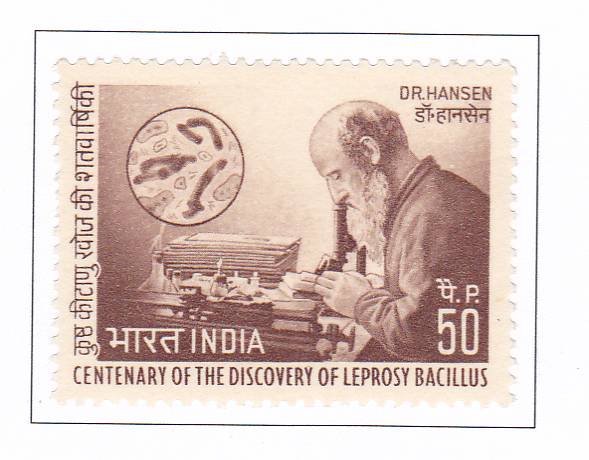 DR.HANSEN
डॉ॰हानसेन
कुष्ठ कीटाणु खोज की शतवार्षिकी
पै. P.
50
भारत INDIA
CENTENARY OF THE DISCOVERY OF LEPROSY BACILLUS